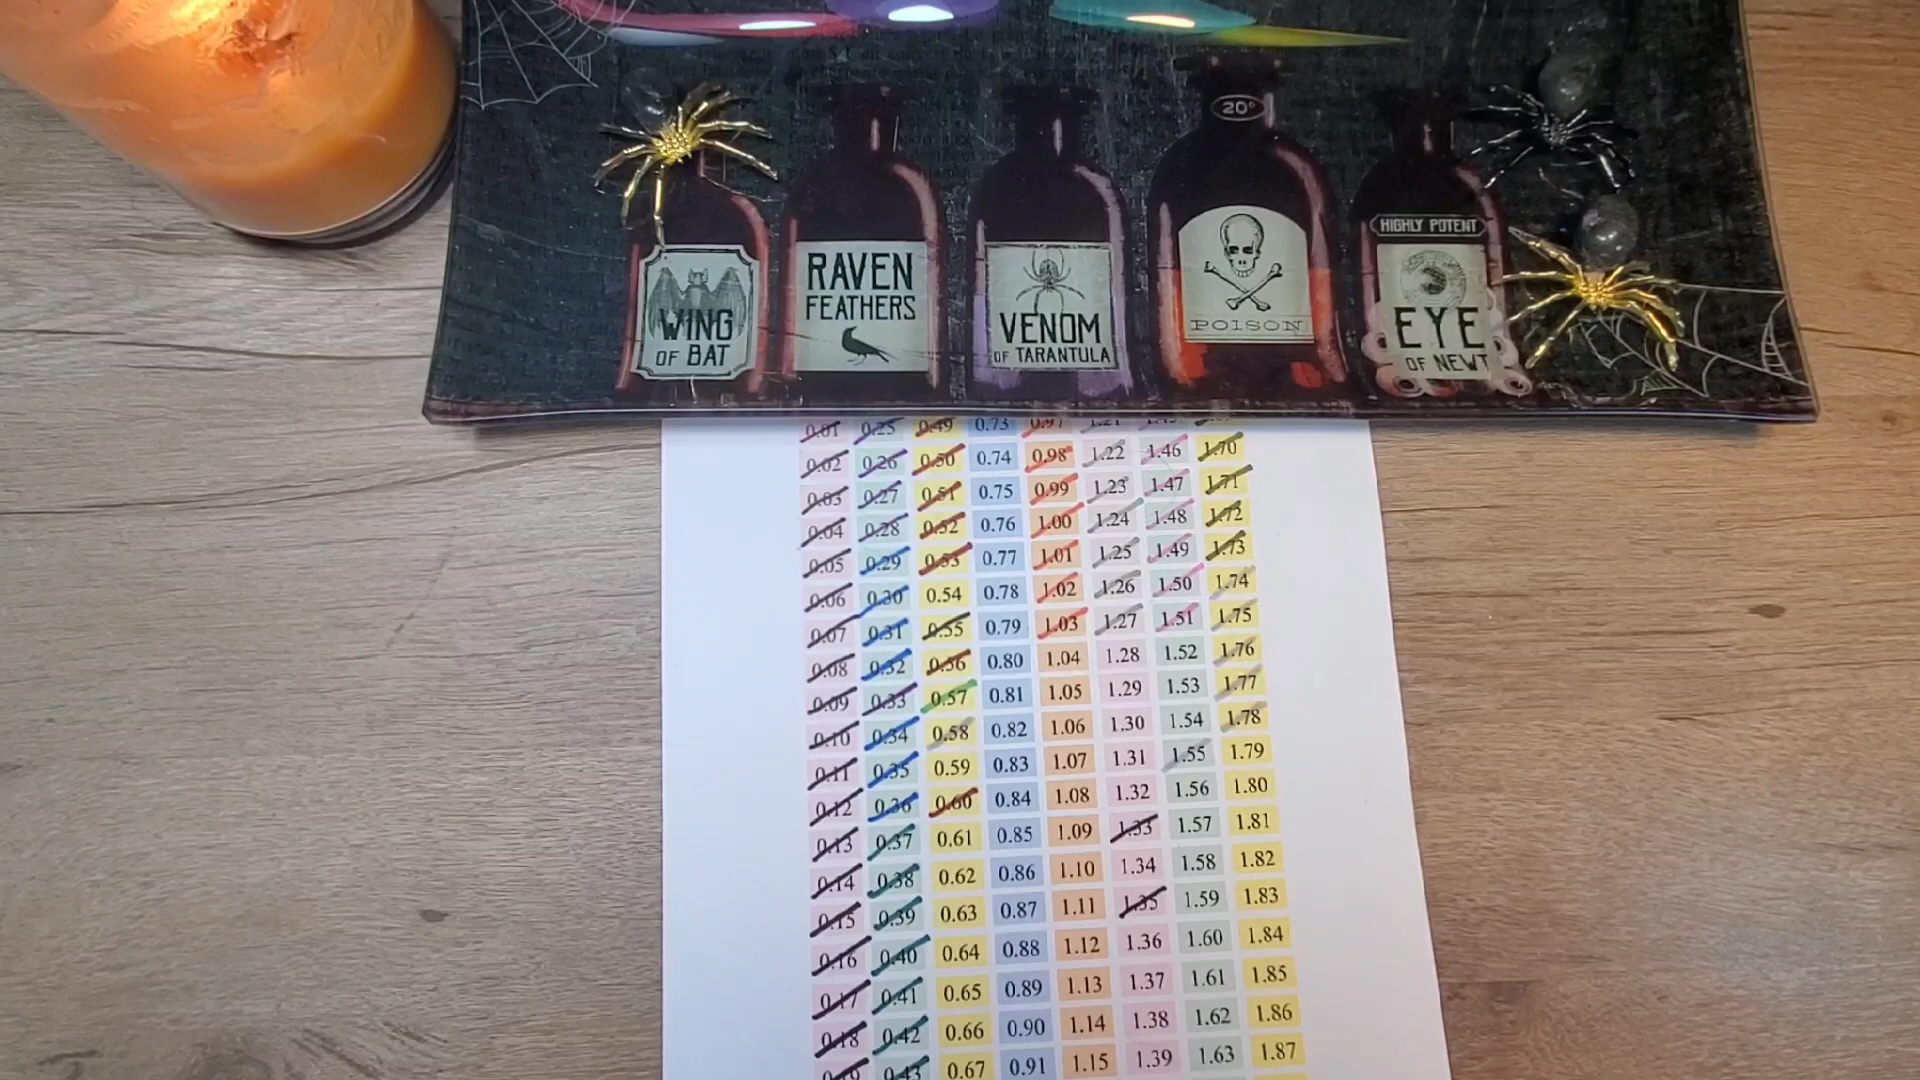 20°
HIGHLY POTENT
WING
OF BAT
RAVEN
FEATHERS
VENOM
OF TARANTULA
POISON
EYE
OF NEWT
0.01 0.25 0.49 0.73 0.97 1.21 1.45
0.02 0.26 0.50 0.74 0.98 1.22 1.46 1.70
0.03 0.27 0.51 0.75 0.99 1.23 1.47 1.71
0.04 0.28 0.52 0.76 1.00 1.24 1.48 1.72
0.05 0.29 0.53 0.77 1.01 1.25 1.49 1.73
0.06 0.30 0.54 0.78 1.02 1.26 1.50 1.74
0.07 0.31 0.55 0.79 1.03 1.27 1.51 1.75
0.08 0.32 0.56 0.80 1.04 1.28 1.52 1.76
0.09 0.33 0.57 0.81 1.05 1.29 1.53 1.77
0.10 0.34 0.58 0.82 1.06 1.30 1.54 1.78
0.11 0.35 0.59 0.83 1.07 1.31 1.55 1.79
0.12 0.36 0.60 0.84 1.08 1.32 1.56 1.80
0.13 0.37 0.61 0.85 1.09 1.33 1.57 1.81
0.14 0.38 0.62 0.86 1.10 1.34 1.58 1.82
0.15 0.39 0.63 0.87 1.11 1.35 1.59 1.83
0.16 0.40 0.64 0.88 1.12 1.36 1.60 1.84
0.17 0.41 0.65 0.89 1.13 1.37 1.61 1.85
0.18 0.42 0.66 0.90 1.14 1.38 1.62 1.86
0.19 0.43 0.67 0.91 1.15 1.39 1.63 1.87